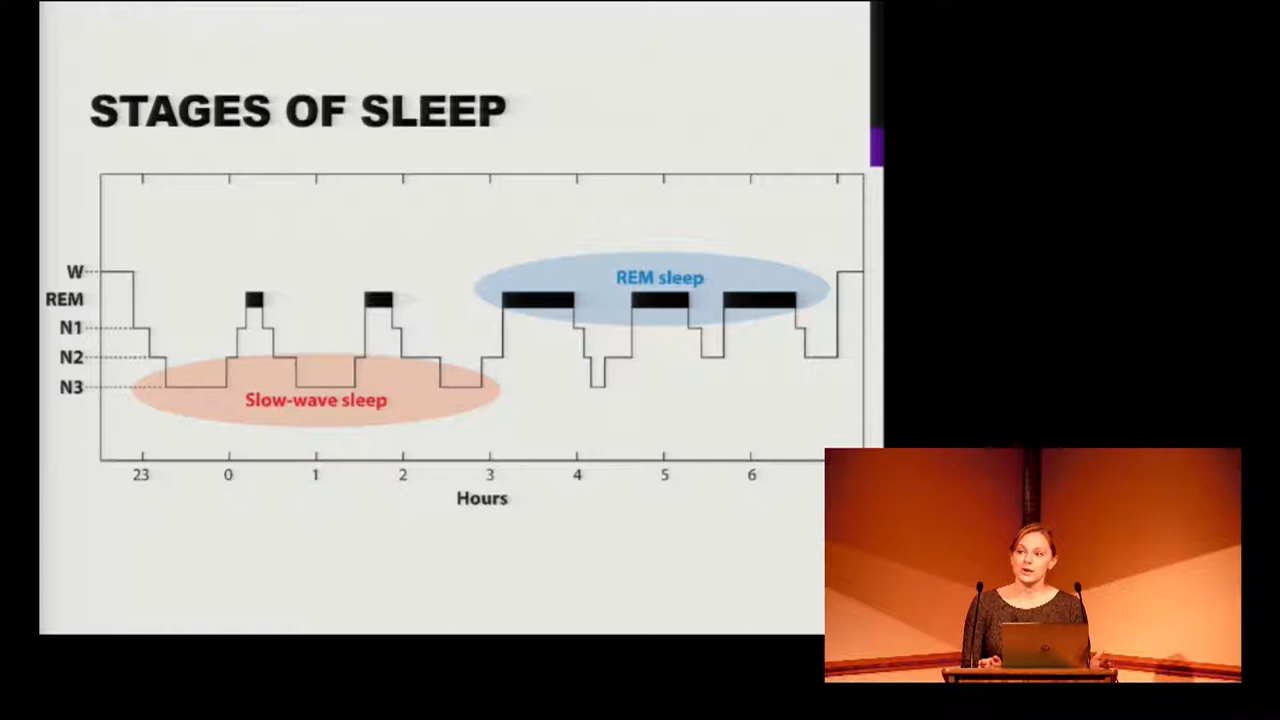 STAGES OF SLEEP
W
REM
N1
N2
N3
REM sleep
Slow-wave sleep
23 0 1 2 3 4 5 6
Hours